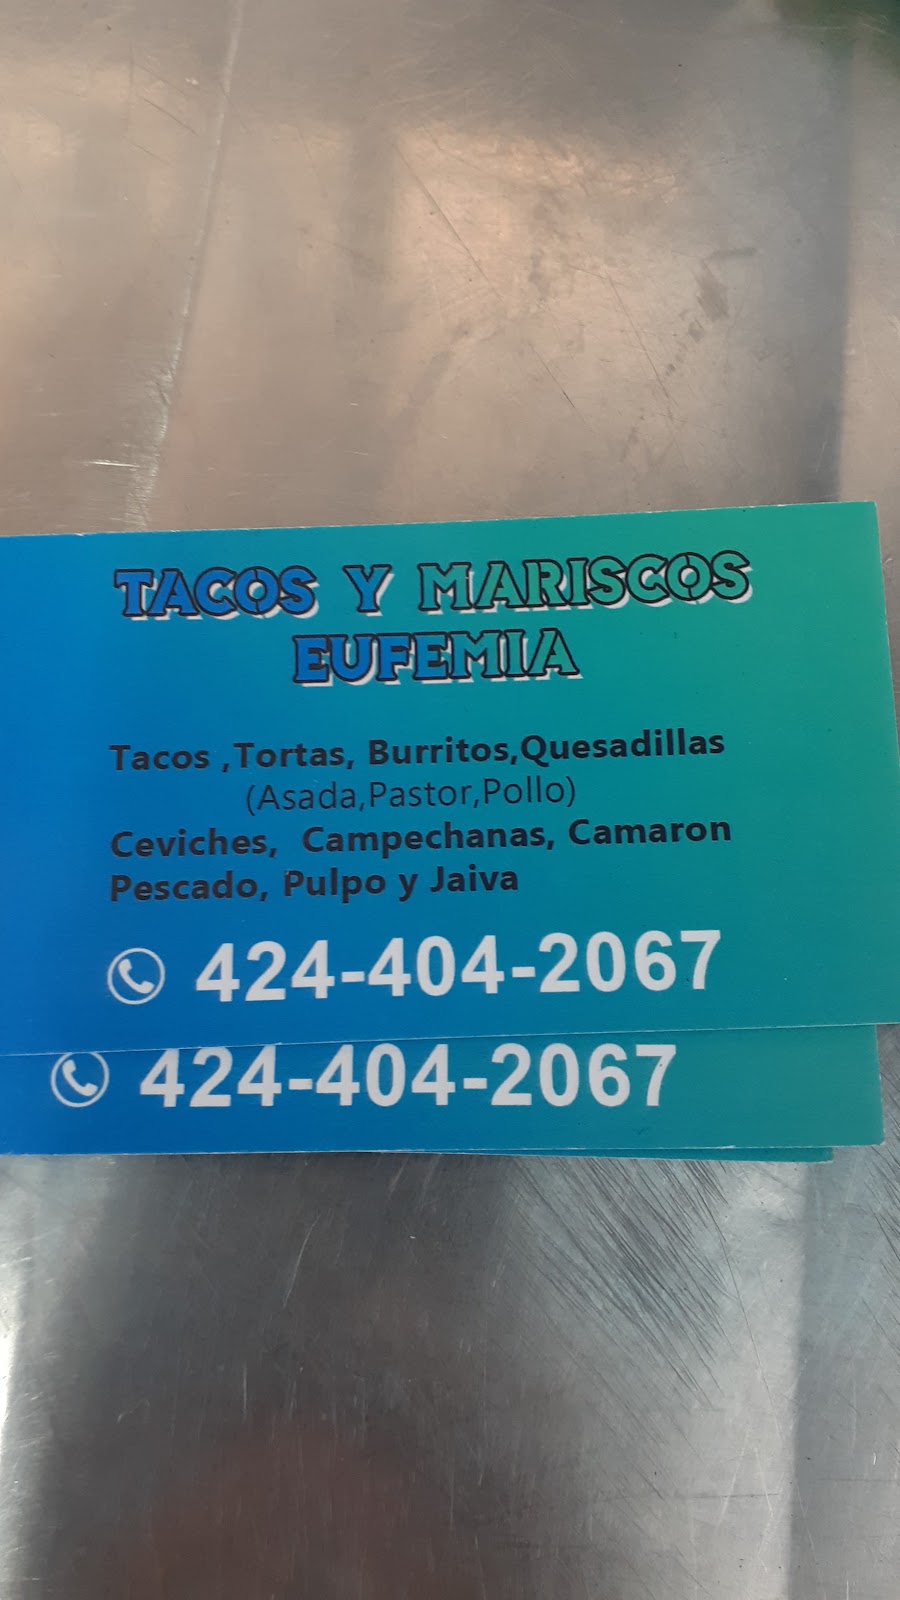 TACOS Y MARISCOS
EUFEMIA
Tacos ,Tortas, Burritos,Quesadillas
(Asada,Pastor,Pollo)
Ceviches, Campechanas, Camaron
Pescado, Pulpo y Jaiva
424-404-2067
424-404-2067